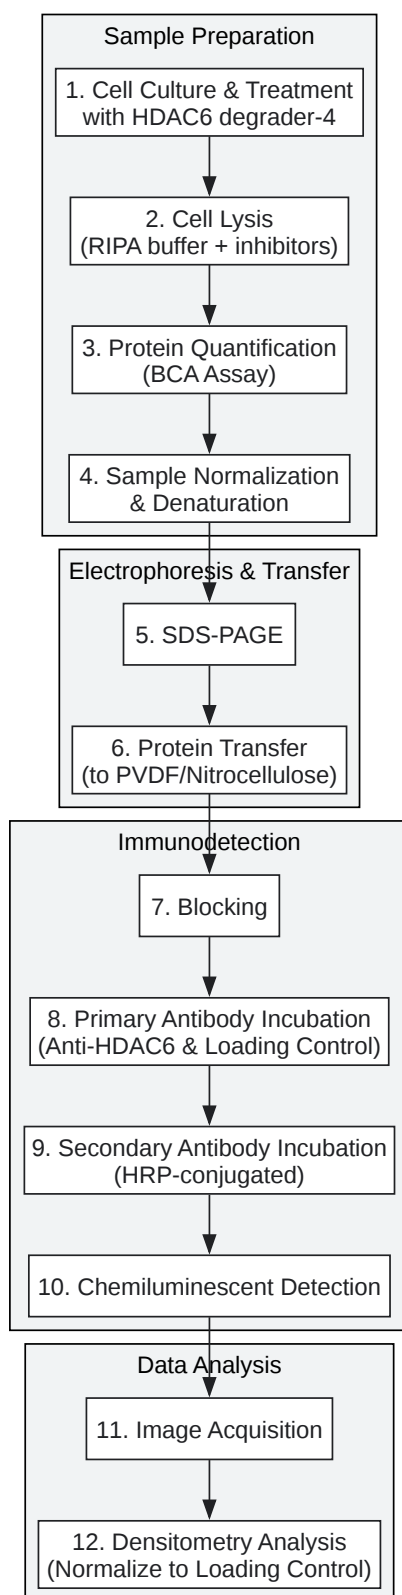 Sample Preparation
1. Cell Culture & Treatment
with HDAC6 degrader-4
2. Cell Lysis
(RIPA buffer + inhibitors)
3. Protein Quantification
(BCA Assay)
4. Sample Normalization
& Denaturation
Electrophoresis & Transfer
5. SDS-PAGE
6. Protein Transfer
(to PVDF/Nitrocellulose)
Immunodetection
7. Blocking
8. Primary Antibody Incubation
(Anti-HDAC6 & Loading Control)
9. Secondary Antibody Incubation
(HRP-conjugated)
10. Chemiluminescent Detection
Data Analysis
11. Image Acquisition
12. Densitometry Analysis
(Normalize to Loading Control)